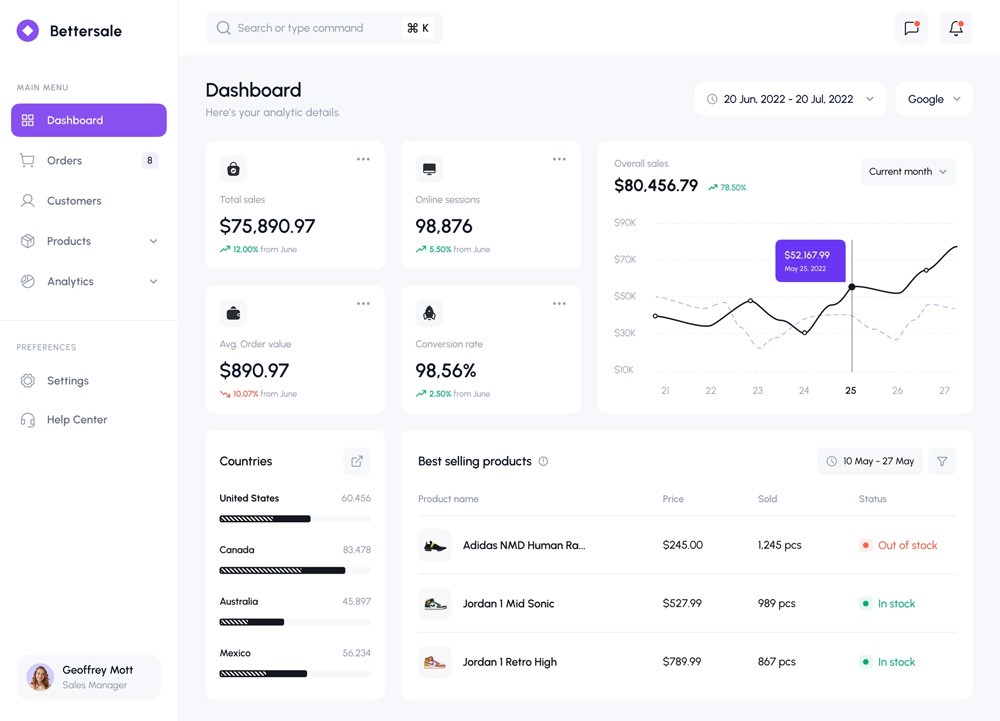 Bettersale
Search or type command
⌘ K
MAIN MENU
Dashboard
Orders
8
Customers
Products
Analytics
PREFERENCES
Settings
Help Center
Geoffrey Mott
Sales Manager
Dashboard
Here's your analytic details.
20 Jun, 2022 - 20 Jul, 2022
Google
Total sales
$75,890.97
12.00% from June
Online sessions
98,876
5.50% from June
Avg. Order value
$890.97
10,07% from June
Conversion rate
98,56%
2.50% from June
Overall sales
$80,456.79
78.50%
Current month
$90K
$70K
$50K
$30K
$10K
$52,167.99
May 25, 2022
21 22 23 24 25 26 27
Countries
United States 60,456
Canada 83,478
Australia 45,897
Mexico 56,234
Best selling products
10 May - 27 May
Product name Price Sold Status
Adidas NMD Human Ra... $245.00 1,245 pcs Out of stock
Jordan 1 Mid Sonic $527.99 989 pcs In stock
Jordan 1 Retro High $789.99 867 pcs In stock